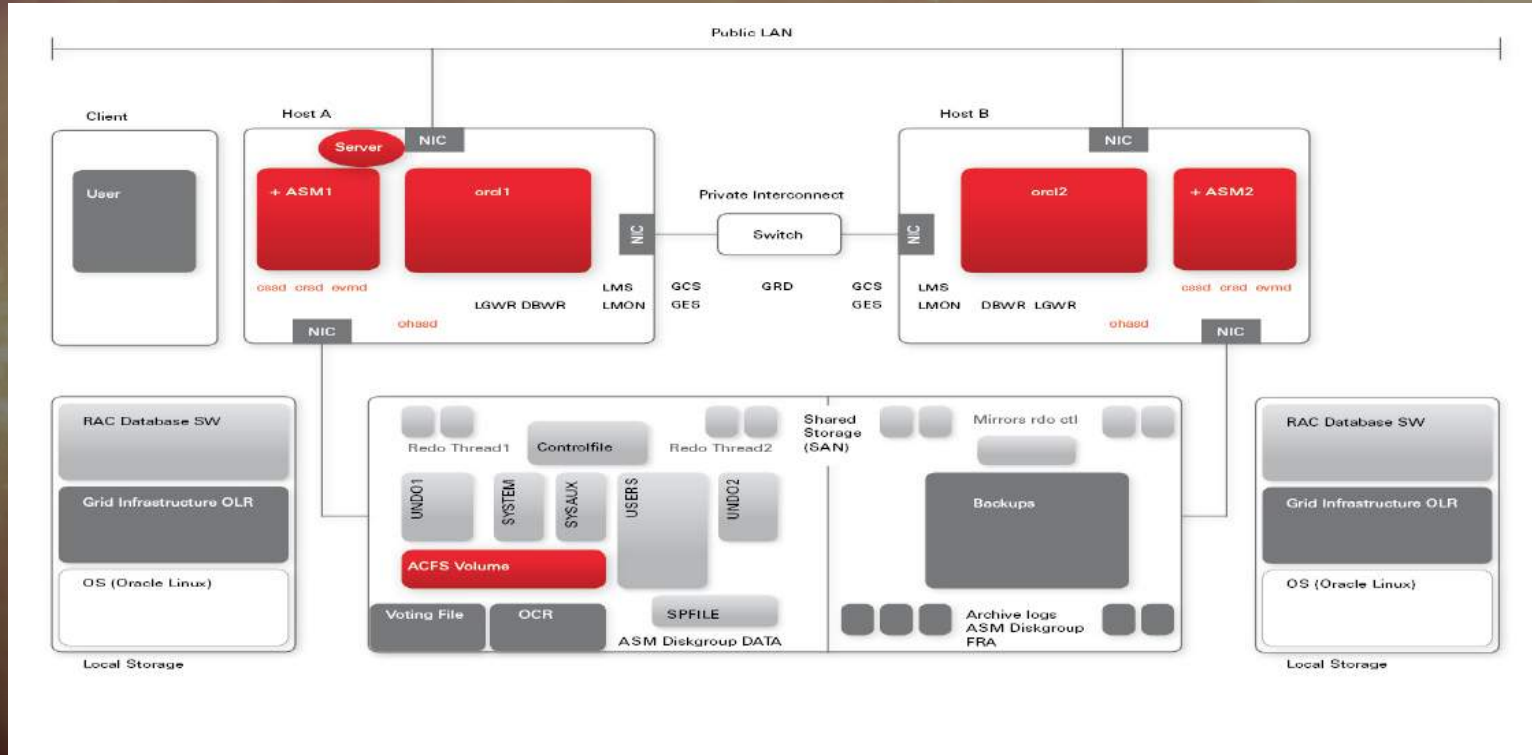 Public LAN
Client
Host A
Host B
NIC
NIC
Server
User
+ ASM1
orcl1
Private Interconnect
orcl2
+ ASM2
NIC
Switch
NIC
cssd crsd evmd
LMS
GCS
GRD
GCS
LMS
cssd crsd evmd
LGWR DBWR
LMON
GES
GES
LMON
DBWR LGWR
ohasd
ohasd
NIC
NIC
RAC Database SW
Grid Infrastructure OLR
OS (Oracle Linux)
Local Storage
Redo Thread1
Controlfile
Redo Thread2
Shared
Storage
(SAN)
Mirrors rdo ctl
UNDO1
SYSTEM
SYSAUX
USERS
UNDO2
Backups
ACFS Volume
Voting File
OCR
SPFILE
ASM Diskgroup DATA
Archive logs
ASM Diskgroup
FRA
RAC Database SW
Grid Infrastructure OLR
OS (Oracle Linux)
Local Storage